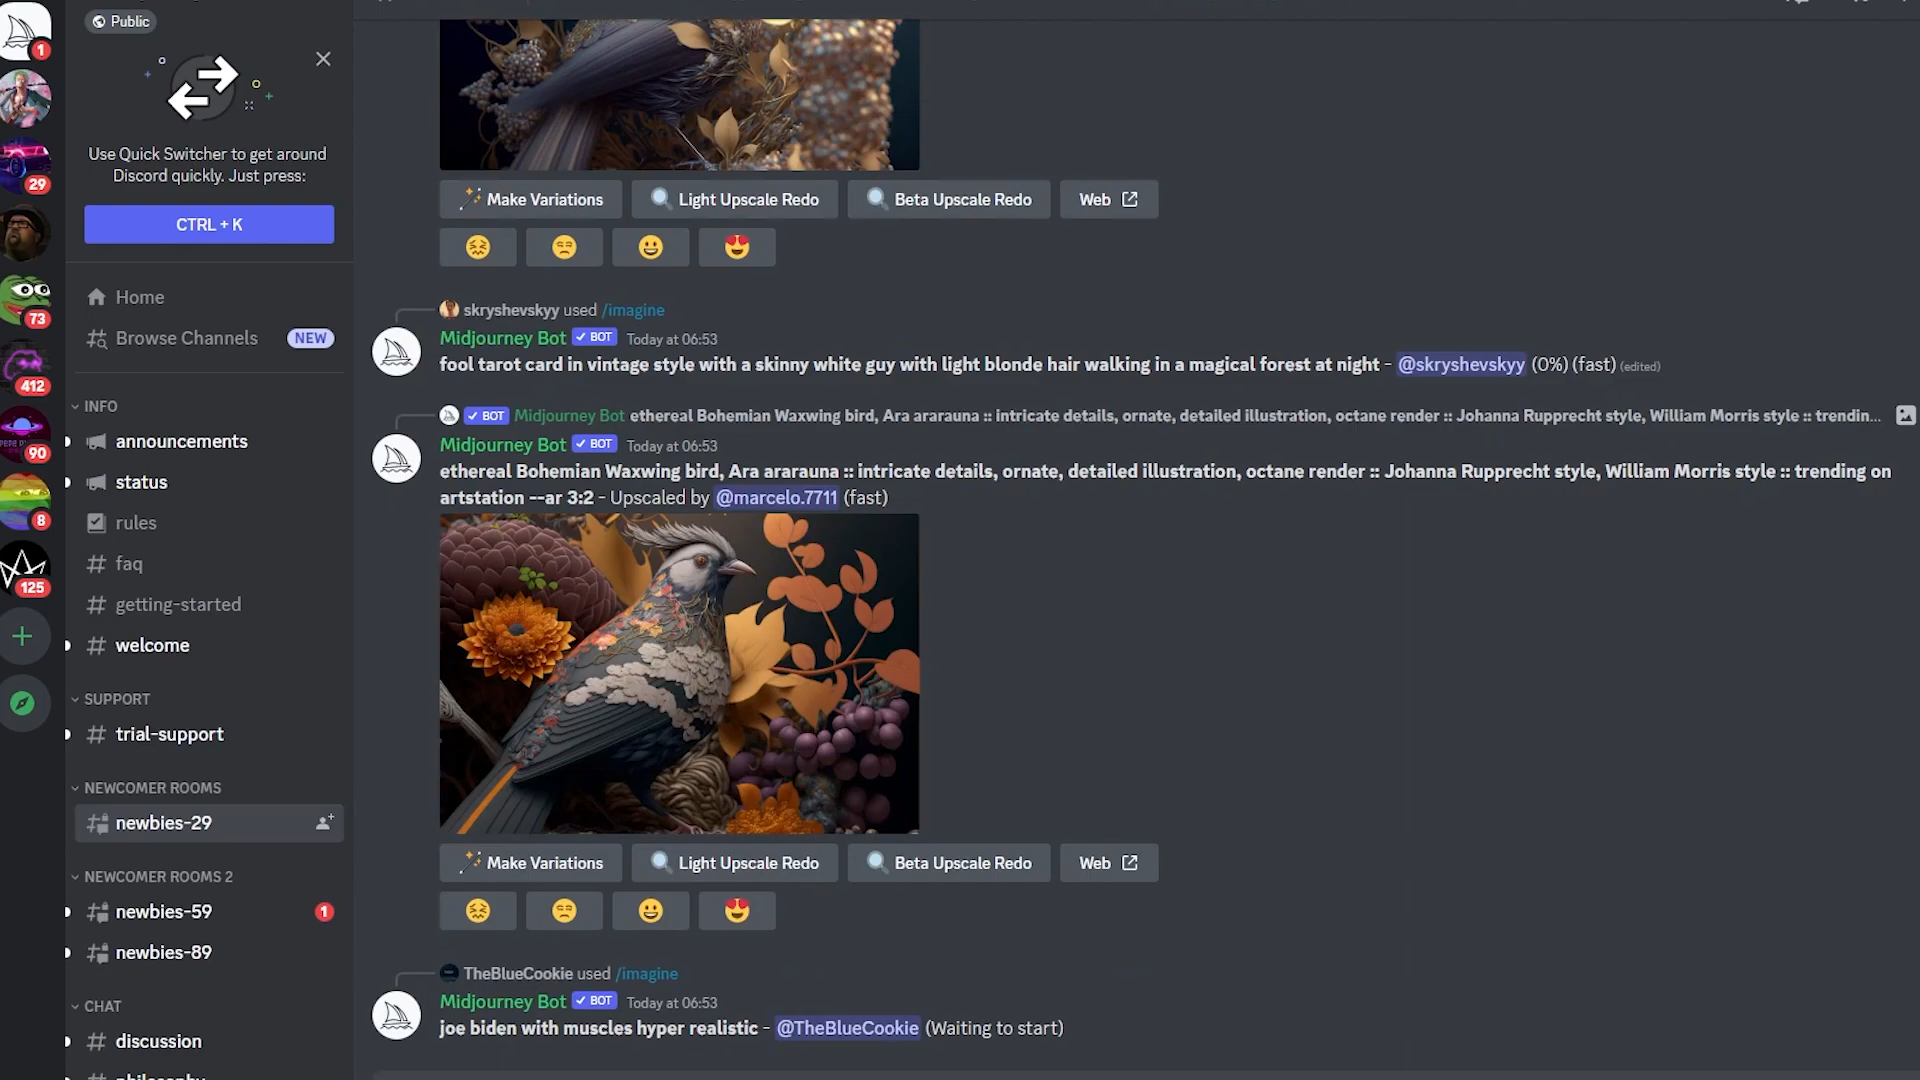 Public
1
Use Quick Switcher to get around
Discord quickly. Just press:
CTRL + K
29
73
412
90
8
125
Home
Browse Channels NEW
INFO
announcements
status
rules
faq
getting-started
welcome
SUPPORT
trial-support
NEWCOMER ROOMS
newbies-29
NEWCOMER ROOMS 2
newbies-59 1
newbies-89
CHAT
discussion
philosophy
Make Variations Light Upscale Redo Beta Upscale Redo Web
skryshevskyy used /imagine
Midjourney Bot ✓ BOT Today at 06:53
fool tarot card in vintage style with a skinny white guy with light blonde hair walking in a magical forest at night - @skryshevskyy (0%) (fast) (edited)
✓ BOT Midjourney Bot ethereal Bohemian Waxwing bird, Ara ararauna :: intricate details, ornate, detailed illustration, octane render :: Johanna Rupprecht style, William Morris style :: trendin...
Midjourney Bot ✓ BOT Today at 06:53
ethereal Bohemian Waxwing bird, Ara ararauna :: intricate details, ornate, detailed illustration, octane render :: Johanna Rupprecht style, William Morris style :: trending on
artstation --ar 3:2 - Upscaled by @marcelo.7711 (fast)
Make Variations Light Upscale Redo Beta Upscale Redo Web
TheBlueCookie used /imagine
Midjourney Bot ✓ BOT Today at 06:53
joe biden with muscles hyper realistic - @TheBlueCookie (Waiting to start)